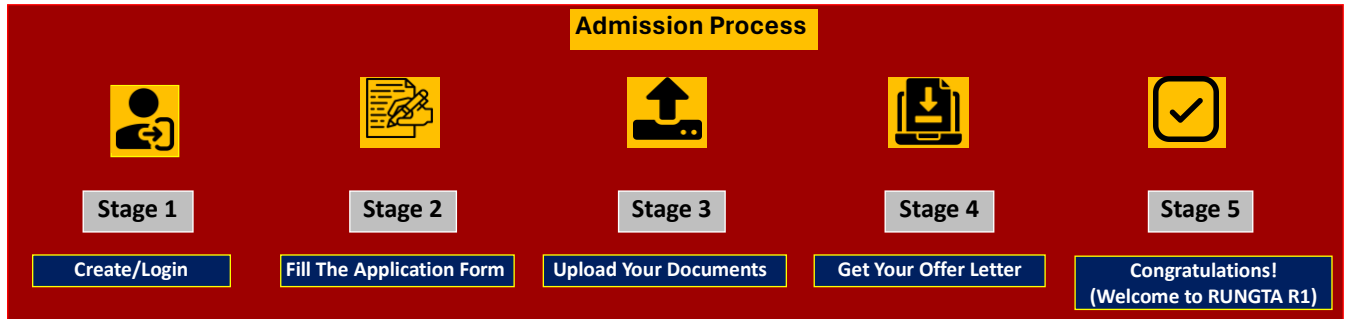 Admission Process
Stage 1
Stage 2
Stage 3
Stage 4
Stage 5
Create/Login
Fill The Application Form
Upload Your Documents
Get Your Offer Letter
Congratulations!
(Welcome to RUNGTA R1)